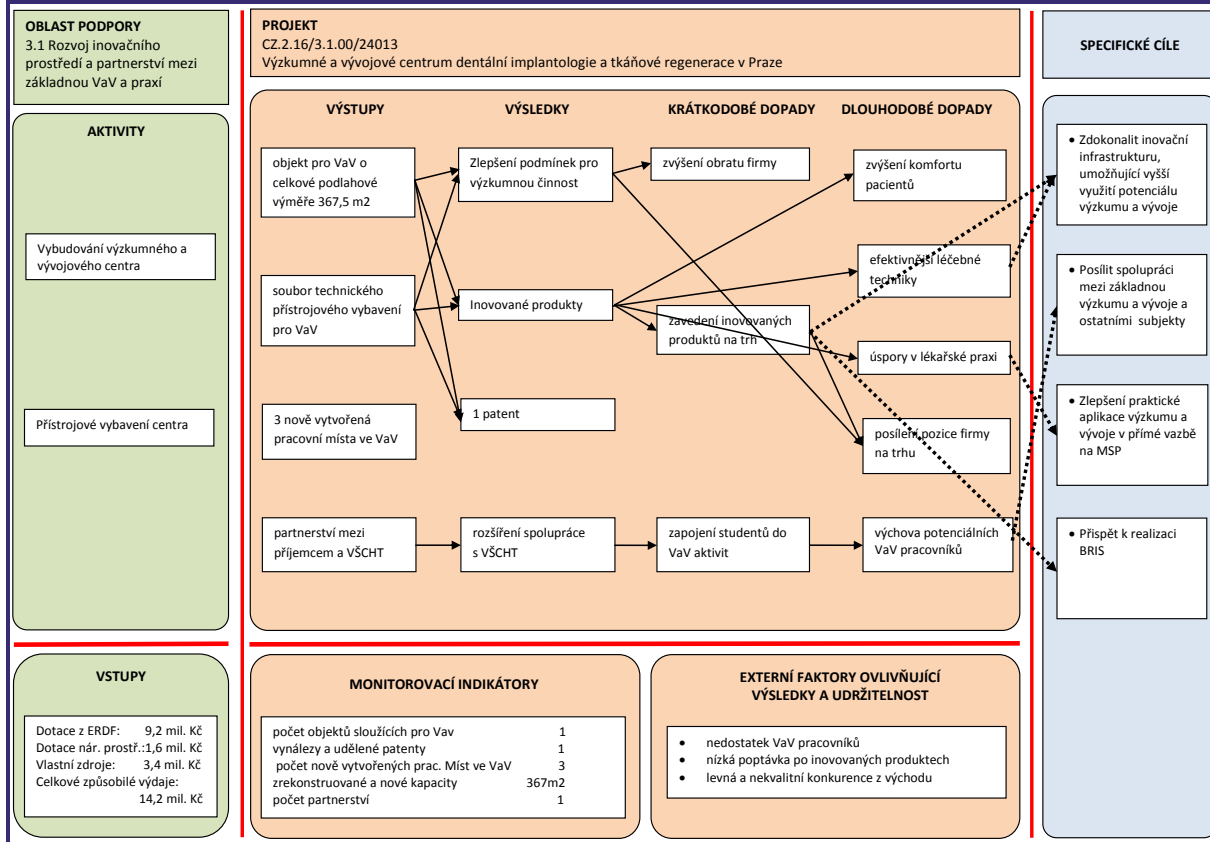 OBLAST PODPORY
3.1 Rozvoj inovačního
prostředí a partnerství mezi
základnou VaV a praxí
PROJEKT
CZ.2.16/3.1.00/24013
Výzkumné a vývojové centrum dentální implantologie a tkáňové regenerace v Praze
SPECIFICKÉ CÍLE
AKTIVITY
Vybudování výzkumného a
vývojového centra
Přístrojové vybavení centra
VÝSTUPY
objekt pro VaV o
celkové podlahové
výměře 367,5 m2
soubor technického
přístrojového vybavení
pro VaV
3 nově vytvořená
pracovní místa ve VaV
partnerství mezi
příjemcem a VŠCHT
VÝSLEDKY
Zlepšení podmínek pro
výzkumnou činnost
Inovované produkty
1 patent
rozšíření spolupráce
s VŠCHT
KRÁTKODOBÉ DOPADY
zvýšení obratu firmy
zavedení inovovaných
produktů na trh
zapojení studentů do
VaV aktivit
DLOUHODOBÉ DOPADY
zvýšení komfortu
pacientů
efektivnější léčebné
techniky
úspory v lékařské praxi
posílení pozice firmy
na trhu
výchova potenciálních
VaV pracovníků
• Zdokonalit inovační
infrastrukturu,
umožňující vyšší
využití potenciálu
výzkumu a vývoje
• Posílit spolupráci
mezi základnou
výzkumu a vývoje a
ostatními subjekty
• Zlepšení praktické
aplikace výzkumu a
vývoje v přímé vazbě
na MSP
• Přispět k realizaci
BRIS
VSTUPY
Dotace z ERDF: 9,2 mil. Kč
Dotace nár. prostř.:1,6 mil. Kč
Vlastní zdroje: 3,4 mil. Kč
Celkové způsobilé výdaje:
14,2 mil. Kč
MONITOROVACÍ INDIKÁTORY
počet objektů sloužících pro Vav 1
vynálezy a udělené patenty 1
počet nově vytvořených prac. Míst ve VaV 3
zrekonstruované a nové kapacity 367m2
počet partnerství 1
EXTERNÍ FAKTORY OVLIVŇUJÍCÍ
VÝSLEDKY A UDRŽITELNOST
• nedostatek VaV pracovníků
• nízká poptávka po inovovaných produktech
• levná a nekvalitní konkurence z východu